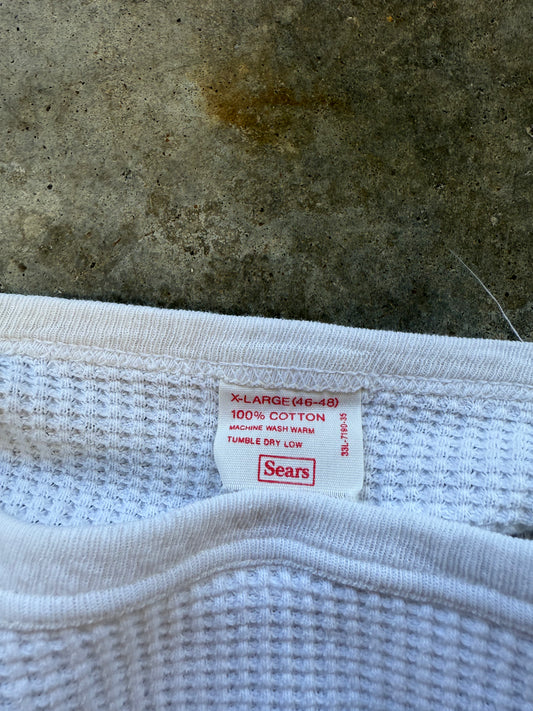 X-LARGE (46-48)
100% COTTON
MACHINE WASH WARM
TUMBLE DRY LOW
Sears
33L-7190-35